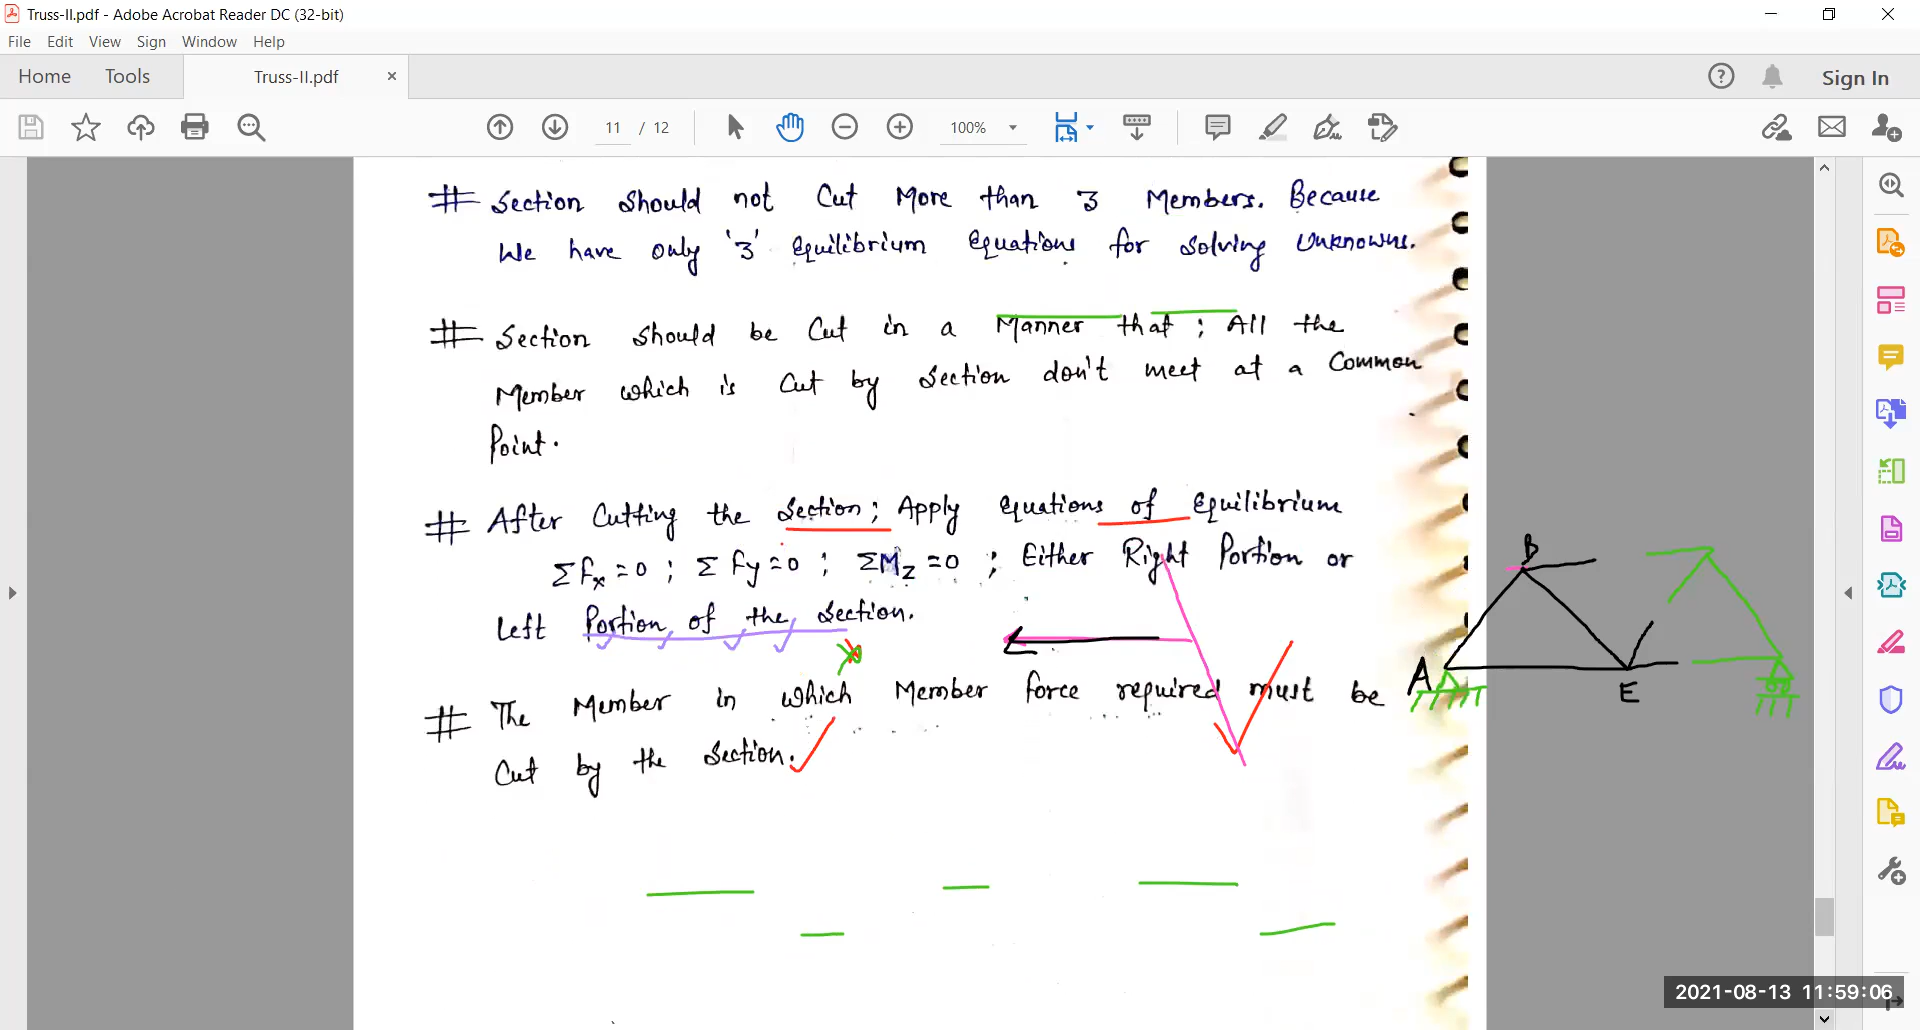 Truss-II.pdf - Adobe Acrobat Reader DC (32-bit)
File Edit View Sign Window Help
Home Tools Truss-II.pdf × Sign In
11 / 12 100%
# Section should not Cut More than 3 Members. Because
We have only '3' Equilibrium Equations for Solving Unknowns.
# Section should be Cut in a Manner that ; All the
Member which is Cut by Section don't meet at a Common
Point.
# After Cutting the Section ; Apply Equations of Equilibrium
ΣFx = 0 ; ΣFy = 0 ; ΣMz = 0 ; Either Right Portion or
Left Portion of the Section.
# The Member in which Member force required must be
Cut by the Section.
B
A
E
2021-08-13 11:59:06